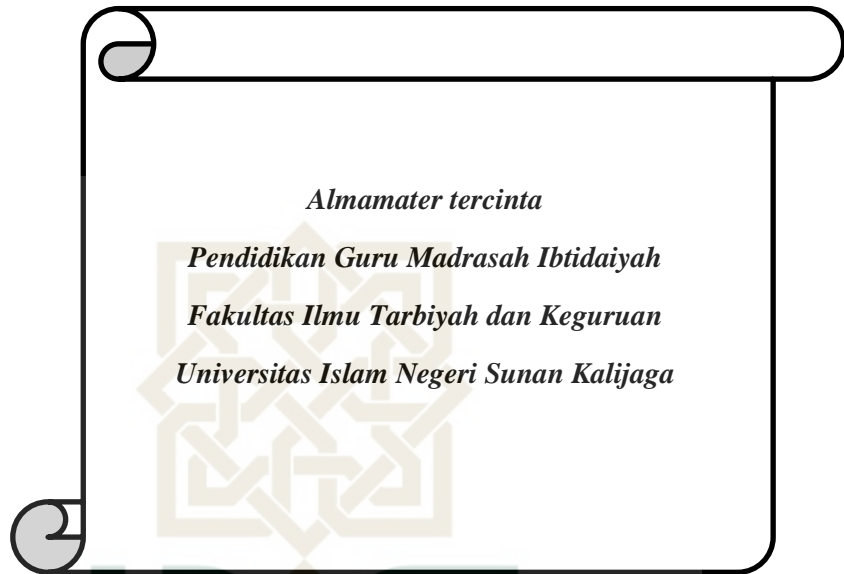 Almamater tercinta
Pendidikan Guru Madrasah Ibtidaiyah
Fakultas Ilmu Tarbiyah dan Keguruan
Universitas Islam Negeri Sunan Kalijaga